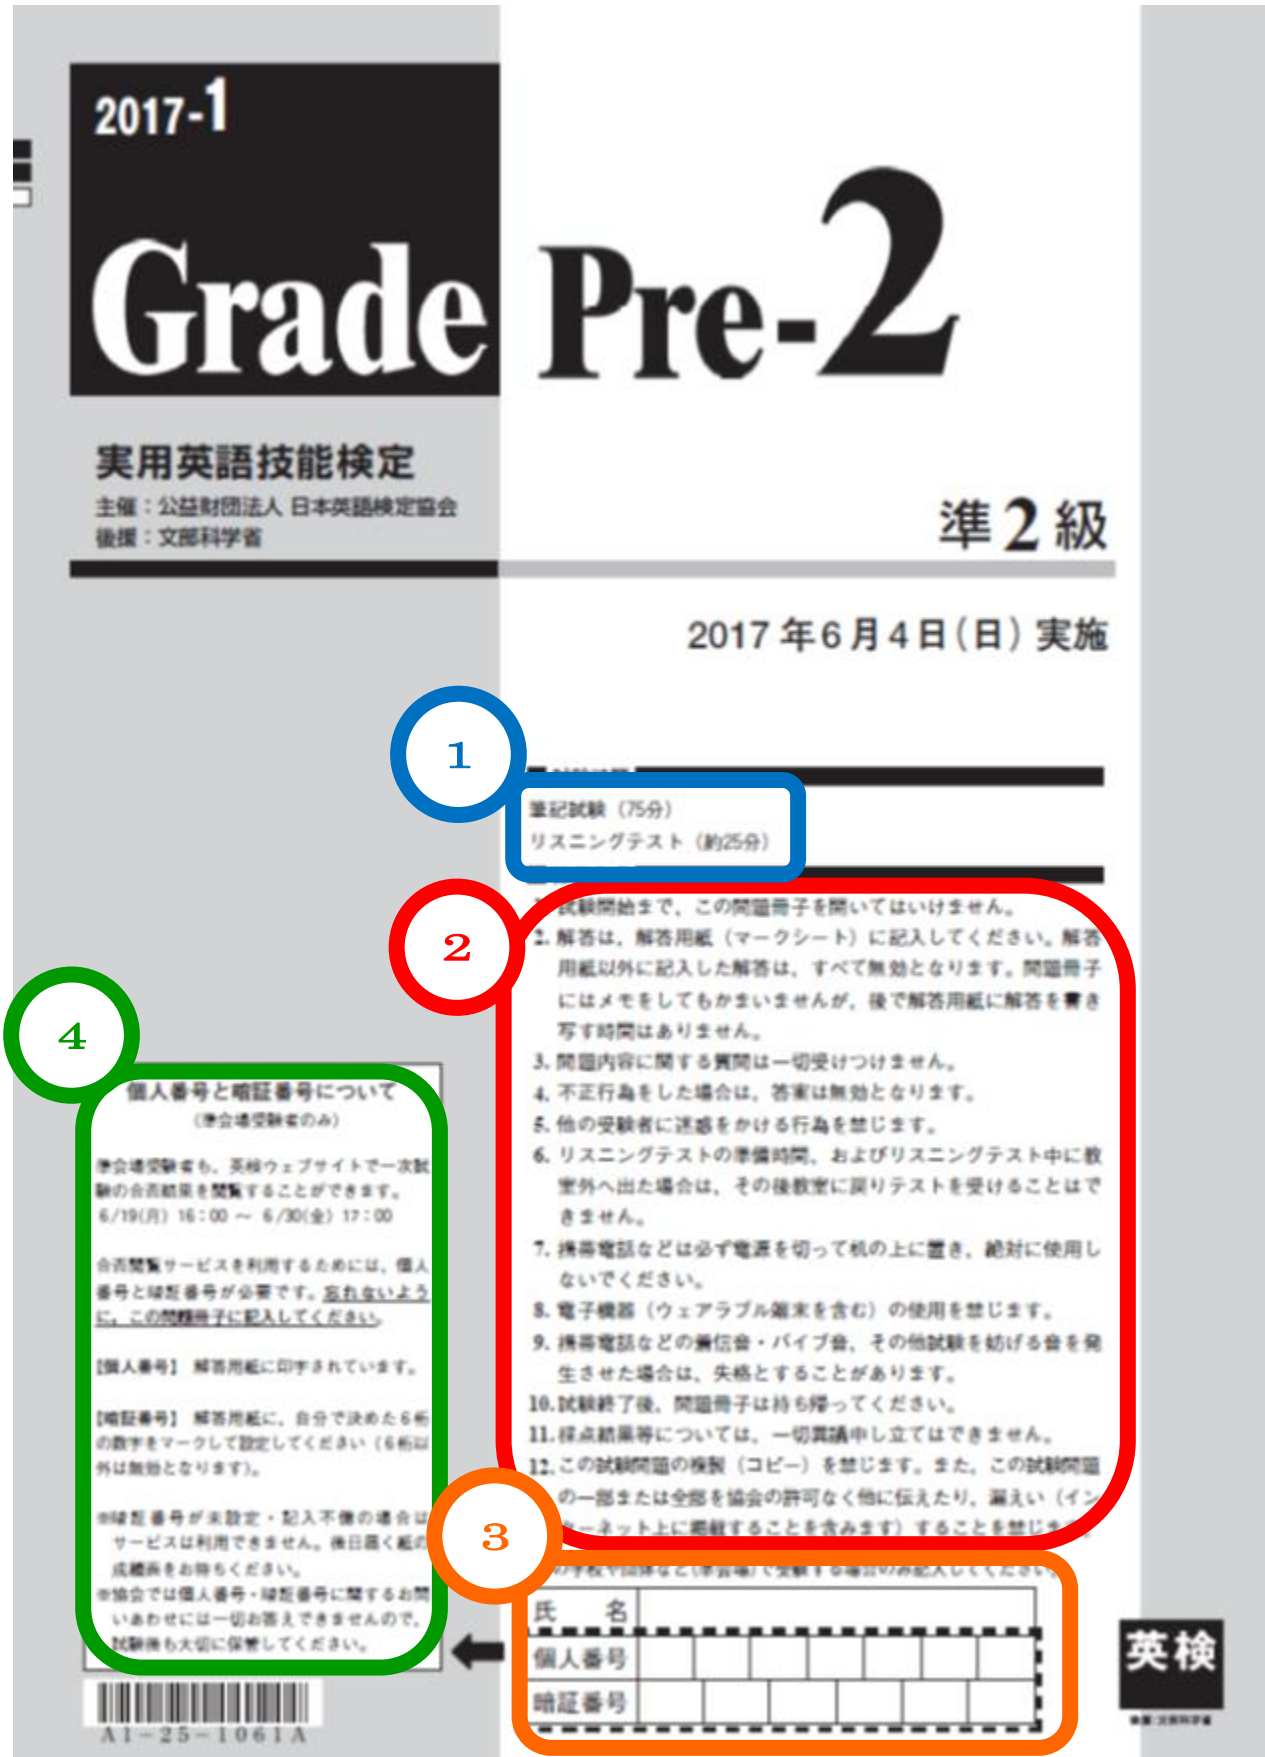 2017-1
Grade Pre-2
実用英語技能検定
主催：公益財団法人 日本英語検定協会
後援：文部科学省
準2級
2017年6月4日(日)実施
1
筆記試験（75分）
リスニングテスト（約25分）
2
試験開始まで、この問題冊子を開いてはいけません。
2. 解答は、解答用紙（マークシート）に記入してください。解答
用紙以外に記入した解答は、すべて無効となります。問題冊子
にはメモをしてもかまいませんが、後で解答用紙に解答を書き
写す時間はありません。
3. 問題内容に関する質問は一切受けつけません。
4. 不正行為をした場合は、答案は無効となります。
5. 他の受験者に迷惑をかける行為を禁じます。
6. リスニングテストの準備時間、およびリスニングテスト中に教
室外へ出た場合は、その後教室に戻りテストを受けることはで
きません。
7. 携帯電話などは必ず電源を切って机の上に置き、絶対に使用し
ないでください。
8. 電子機器（ウェアラブル端末を含む）の使用を禁じます。
9. 携帯電話などの着信音・バイブ音、その他試験を妨げる音を発
生させた場合は、失格とすることがあります。
10. 試験終了後、問題冊子は持ち帰ってください。
11. 採点結果等については、一切異議申し立てはできません。
12. この試験問題の複製（コピー）を禁じます。また、この試験問題
の一部または全部を協会の許可なく他に伝えたり、漏えい（イン
ターネット上に掲載することを含みます）することを禁じます。
3
の学校や団体など(準会場)で受験する場合のみ記入してください。
氏 名
個人番号
暗証番号
4
個人番号と暗証番号について
（準会場受験者のみ）
準会場受験者も、英検ウェブサイトで一次試
験の合否結果を閲覧することができます。
6/19(月) 16：00 ～ 6/30(金) 17：00
合否閲覧サービスを利用するためには、個人
番号と暗証番号が必要です。忘れないよう
に、この問題冊子に記入してください。
【個人番号】 解答用紙に印字されています。
【暗証番号】 解答用紙に、自分で決めた6桁
の数字をマークして設定してください（6桁以
外は無効となります）。
※暗証番号が未設定・記入不備の場合は
サービスは利用できません。後日届く紙の
成績表をお待ちください。
※協会では個人番号・暗証番号に関するお問
いあわせには一切お答えできませんので、
試験後も大切に保管してください。
A1-25-1061A
英検
後援：文部科学省